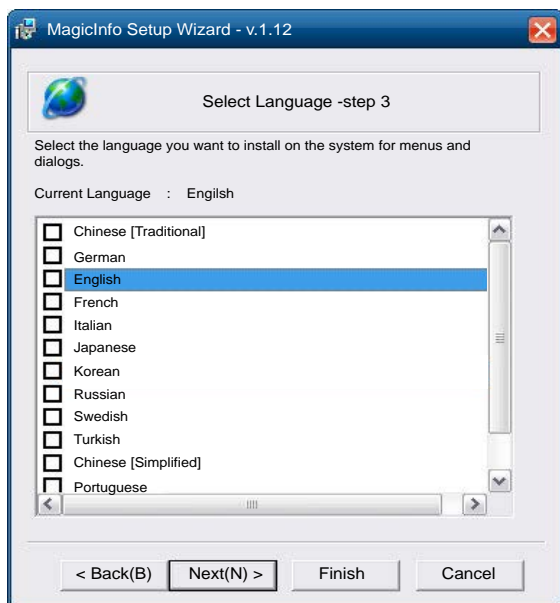 MagicInfo Setup Wizard - v.1.12
Select Language -step 3
Select the language you want to install on the system for menus and
dialogs.
Current Language : Engilsh
Chinese [Traditional]
German
English
French
Italian
Japanese
Korean
Russian
Swedish
Turkish
Chinese [Simplified]
Portuguese
< Back(B) Next(N) > Finish Cancel